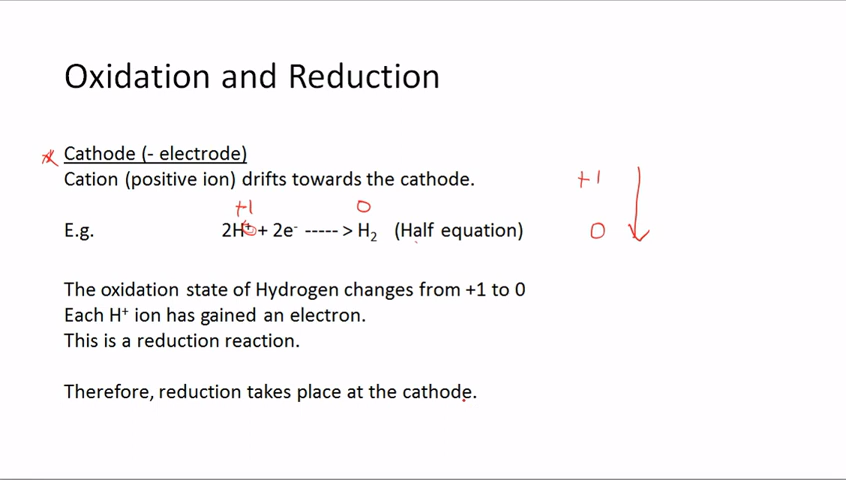 Oxidation and Reduction
Cathode (- electrode)
Cation (positive ion) drifts towards the cathode.
+1
+1 0
E.g. 2H⁺ + 2e⁻ ----- > H₂ (Half equation) 0
The oxidation state of Hydrogen changes from +1 to 0
Each H⁺ ion has gained an electron.
This is a reduction reaction.
Therefore, reduction takes place at the cathode.